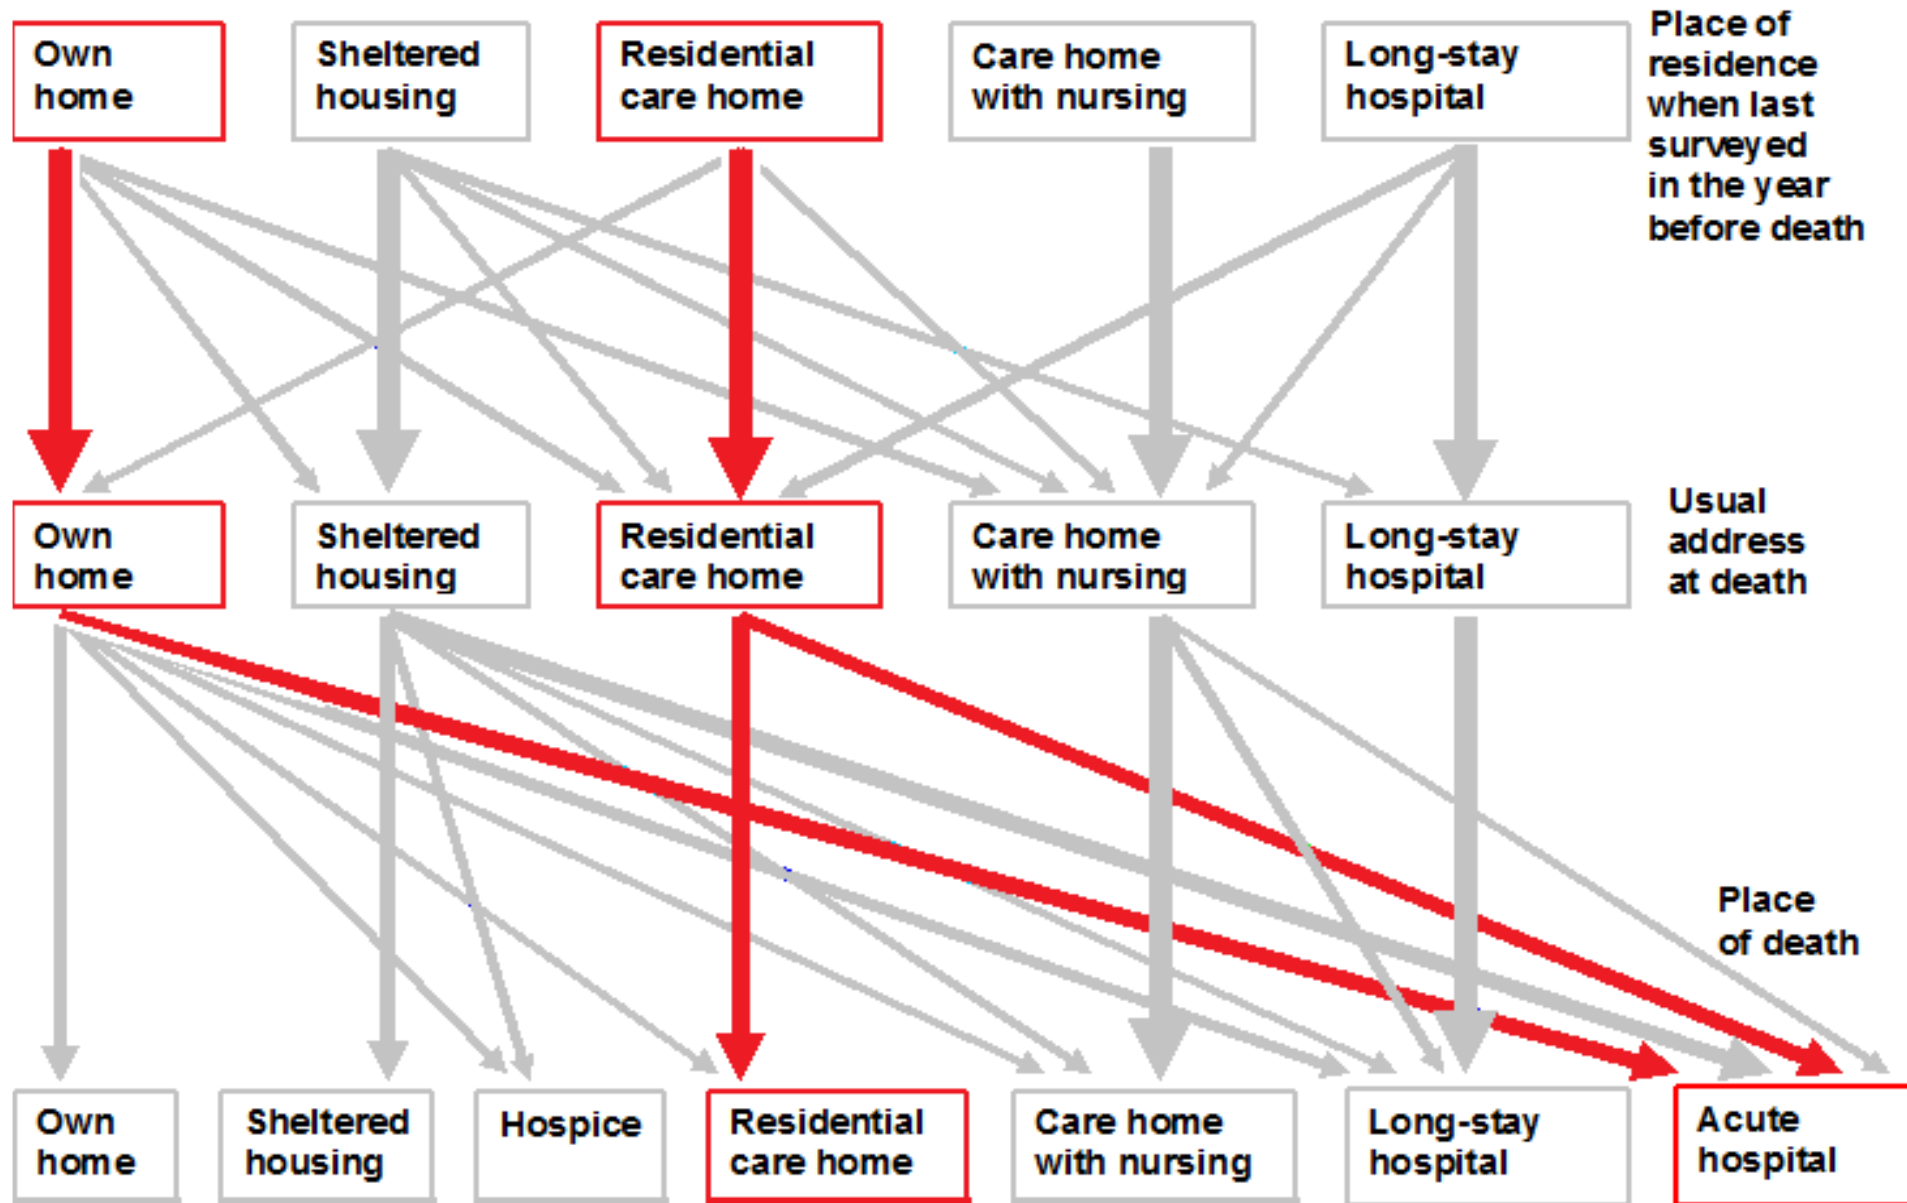 Own
home
Sheltered
housing
Residential
care home
Care home
with nursing
Long-stay
hospital
Place of
residence
when last
surveyed
in the year
before death
Own
home
Sheltered
housing
Residential
care home
Care home
with nursing
Long-stay
hospital
Usual
address
at death
Place
of death
Own
home
Sheltered
housing
Hospice
Residential
care home
Care home
with nursing
Long-stay
hospital
Acute
hospital